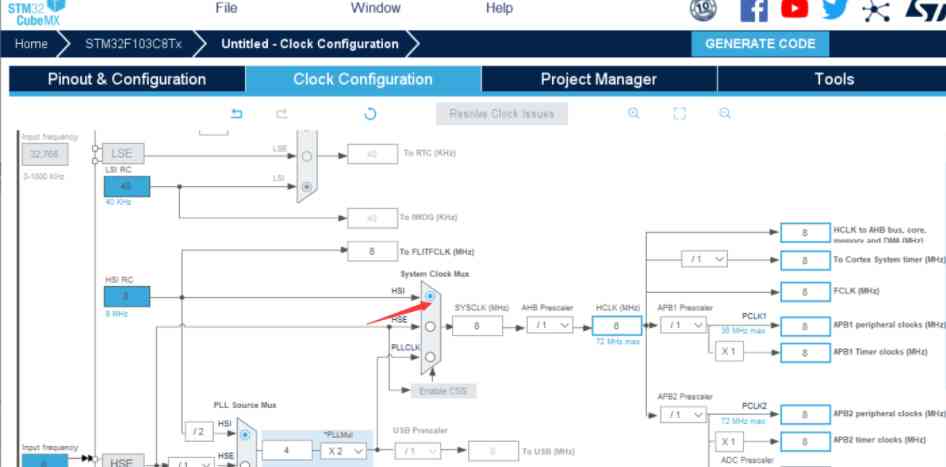 STM32
CubeMX
File
Window
Help
10
Home
STM32F103C8Tx
Untitled - Clock Configuration
GENERATE CODE
Pinout & Configuration
Clock Configuration
Project Manager
Tools
Resolve Clock Issues
Input frequency
32.768
0-1000 KHz
LSE
LSE
40
To RTC (KHz)
LSI RC
40
40 KHz
LSI
40
To IWDG (KHz)
8
To FLITFCLK (MHz)
HSI RC
8
8 MHz
System Clock Mux
HSI
HSE
PLLCLK
Enable CSS
SYSCLK (MHz)
8
AHB Prescaler
/ 1
HCLK (MHz)
8
72 MHz max
8
HCLK to AHB bus, core,
memory and DMA (MHz)
/ 1
8
To Cortex System timer (MHz)
8
FCLK (MHz)
APB1 Prescaler
/ 1
PCLK1
36 MHz max
8
APB1 peripheral clocks (MHz)
X 1
8
APB1 Timer clocks (MHz)
APB2 Prescaler
/ 1
PCLK2
72 MHz max
8
APB2 peripheral clocks (MHz)
X 1
8
APB2 timer clocks (MHz)
ADC Prescaler
PLL Source Mux
/ 2
HSI
HSE
4
*PLLMul
X 2
USB Prescaler
/ 1
8
To USB (MHz)
Input frequency
8
HSE
/ 1